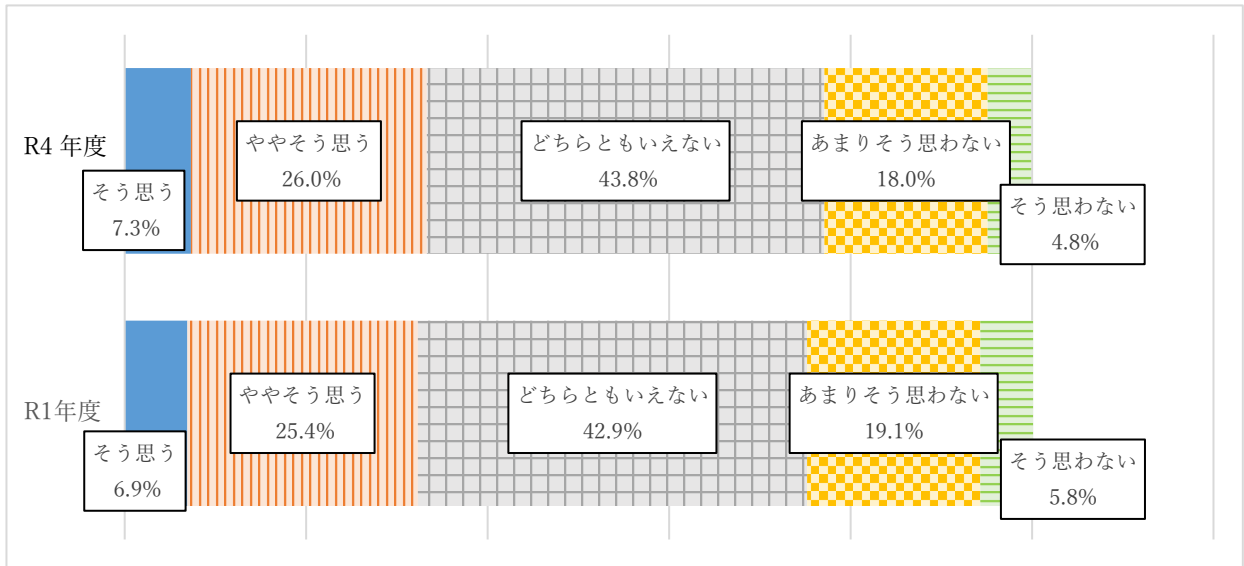 R4 年度
そう思う
7.3%
ややそう思う
26.0%
どちらともいえない
43.8%
あまりそう思わない
18.0%
そう思わない
4.8%
R1年度
そう思う
6.9%
ややそう思う
25.4%
どちらともいえない
42.9%
あまりそう思わない
19.1%
そう思わない
5.8%